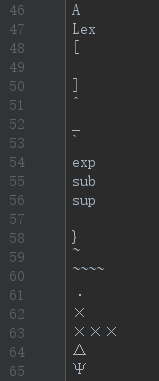 46 A
47 Lex
48 [
49
50 ]
51 ^
52 _
53 `
54 exp
55 sub
56 sup
57
58 }
59 ~
60 ~~~~
61 .
62 ×
63 ×××
64 △
65 Ψ